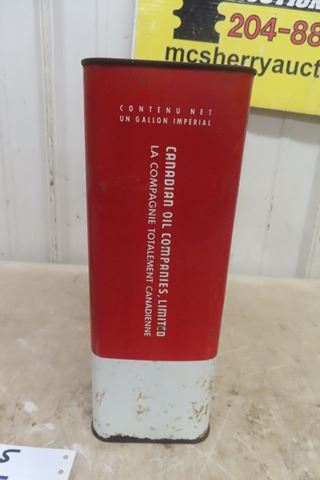 204-88
mcsherryauct
CONTENU NET
UN GALLON IMPERIAL
CANADIAN OIL COMPANIES, LIMITED
LA COMPAGNIE TOTALEMENT CANADIENNE